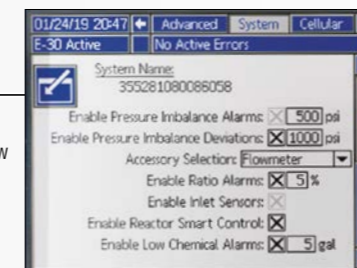 01/24/19 20:47 Advanced System Cellular
E-30 Active No Active Errors
System Name:
355281080086058
Enable Pressure Imbalance Alarms: 500 psi
Enable Pressure Imbalance Deviations: 1000 psi
Accessory Selection: Flowmeter
Enable Ratio Alarms: 5 %
Enable Inlet Sensors:
Enable Reactor Smart Control:
Enable Low Chemical Alarms: 5 gal